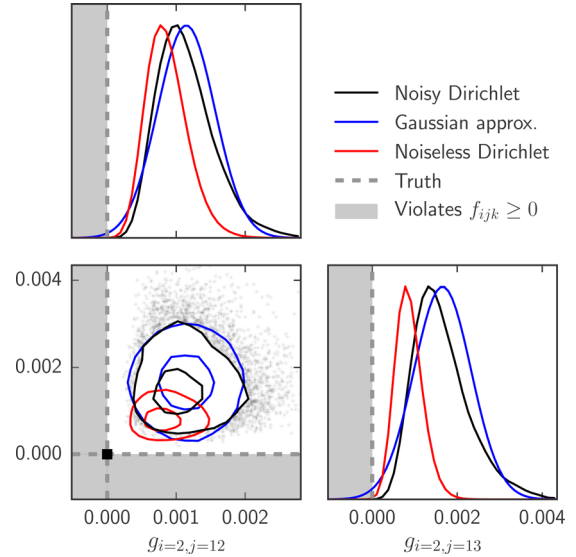 Noisy Dirichlet
Gaussian approx.
Noiseless Dirichlet
Truth
Violates f_{ijk} ≥ 0
0.004
0.002
0.000
0.000 0.001 0.002
g_{i=2,j=12}
0.000 0.002 0.004
g_{i=2,j=13}